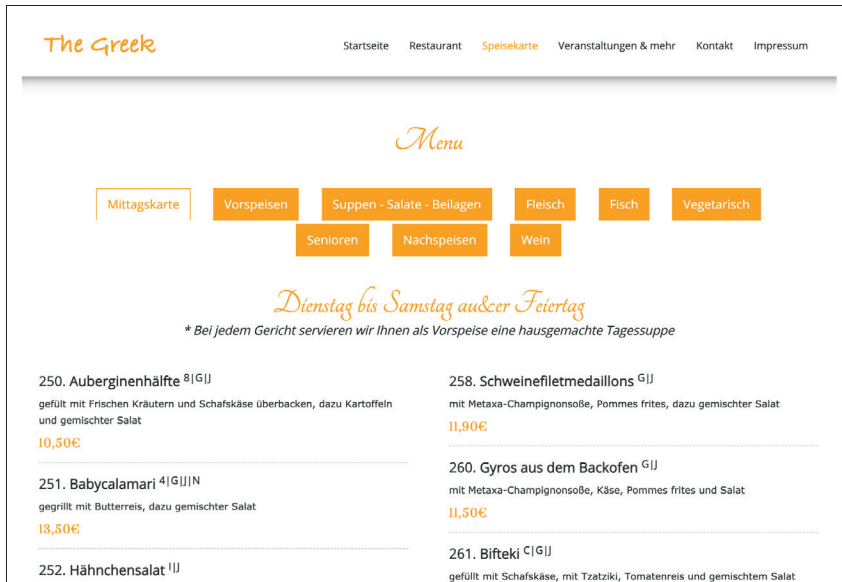 The Greek
Startseite Restaurant Speisekarte Veranstaltungen & mehr Kontakt Impressum
Menu
Mittagskarte Vorspeisen Suppen - Salate - Beilagen Fleisch Fisch Vegetarisch
Senioren Nachspeisen Wein
Dienstag bis Samstag au&cer Feiertag
* Bei jedem Gericht servieren wir Ihnen als Vorspeise eine hausgemachte Tagessuppe
250. Auberginenhälfte 8|G|J
gefült mit Frischen Kräutern und Schafskäse überbacken, dazu Kartoffeln
und gemischter Salat
10,50€
251. Babycalamari 4|G|J|N
gegrillt mit Butterreis, dazu gemischter Salat
13,50€
252. Hähnchensalat I|J
258. Schweinefiletmedaillons G|J
mit Metaxa-Champignonsoße, Pommes frites, dazu gemischter Salat
11,90€
260. Gyros aus dem Backofen G|J
mit Metaxa-Champignonsoße, Käse, Pommes frites und Salat
11,50€
261. Bifteki C|G|J
gefüllt mit Schafskäse, mit Tzatziki, Tomatenreis und gemischtem Salat